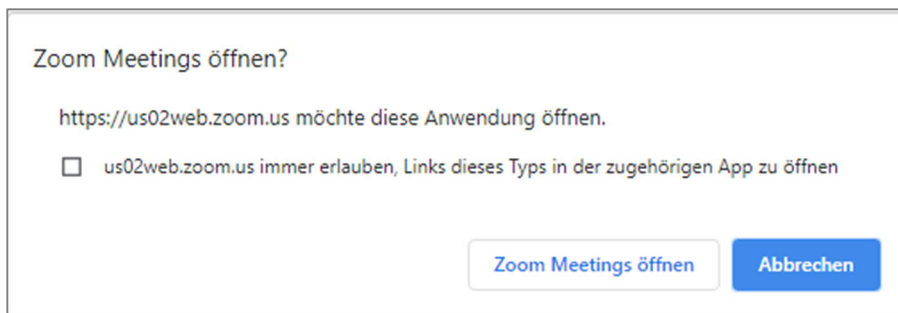 Zoom Meetings öffnen?
https://us02web.zoom.us möchte diese Anwendung öffnen.
us02web.zoom.us immer erlauben, Links dieses Typs in der zugehörigen App zu öffnen
Zoom Meetings öffnen
Abbrechen